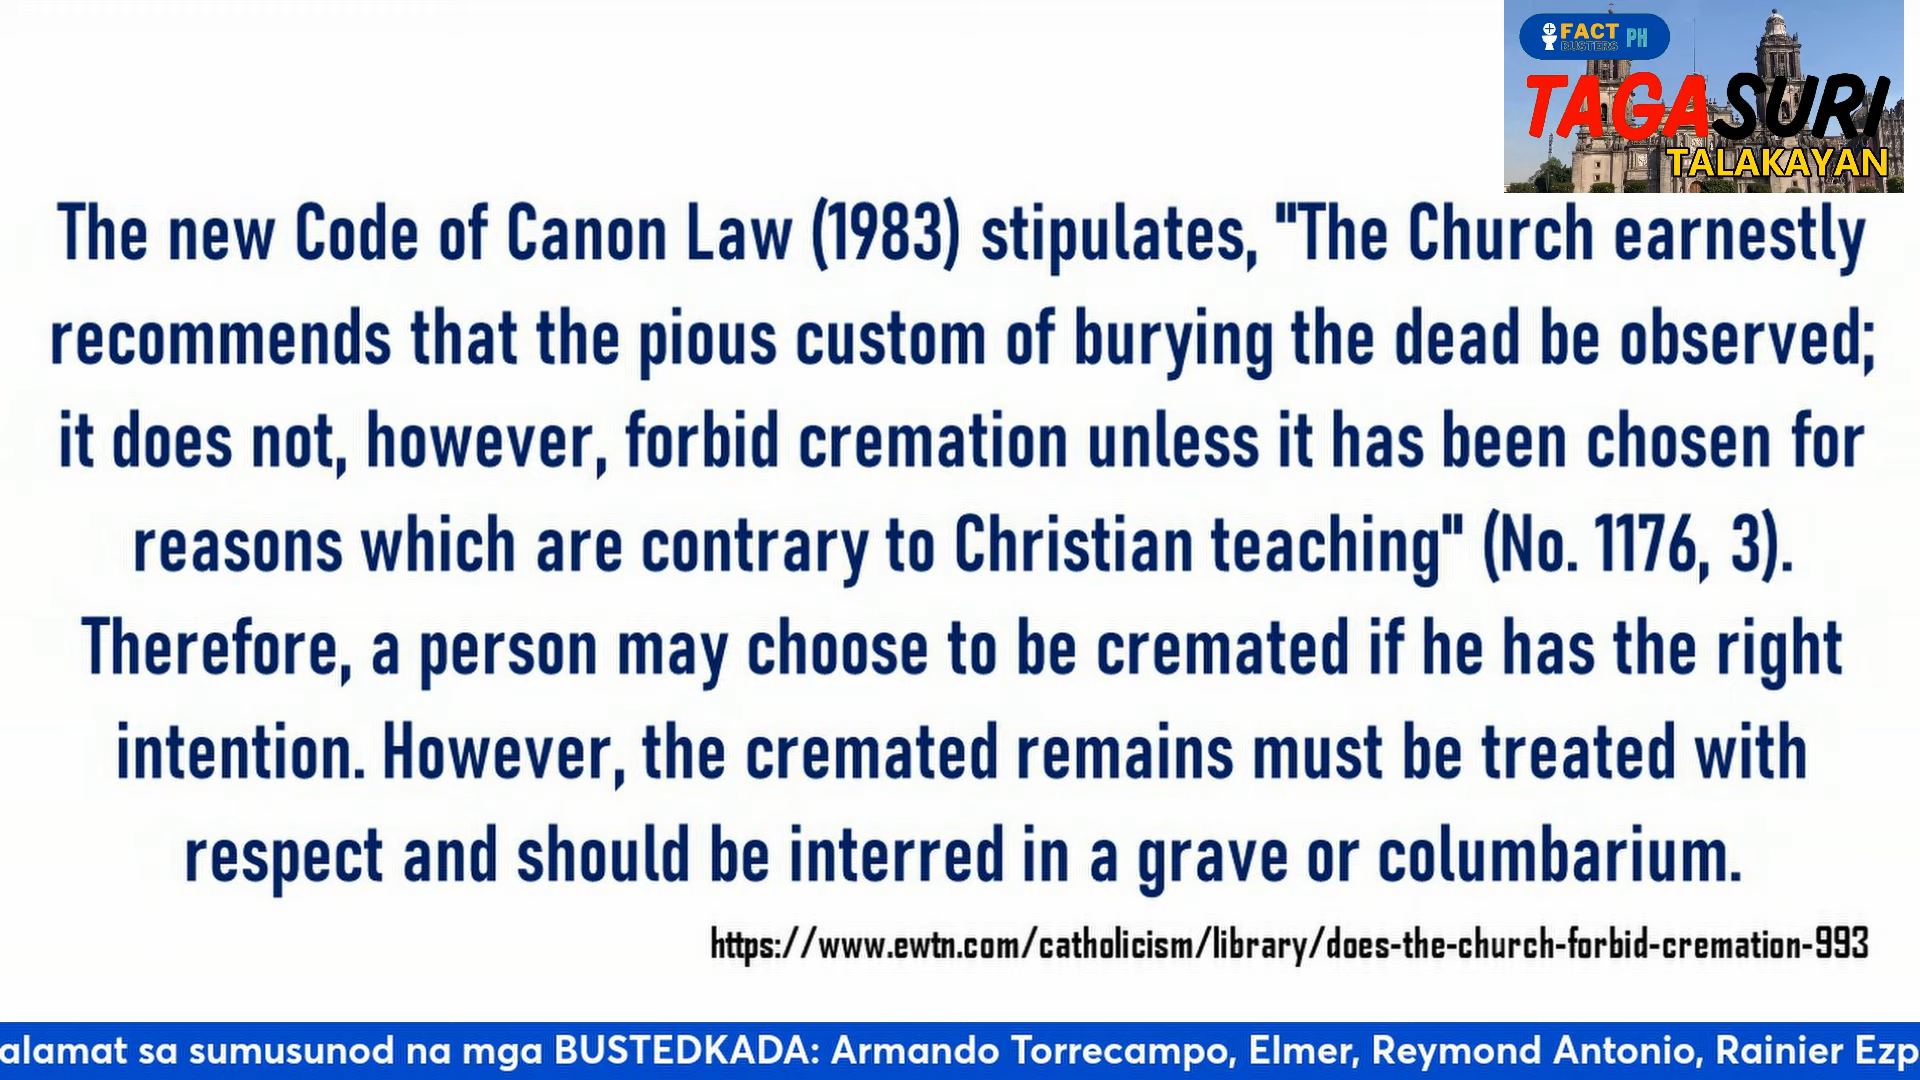 FACT
BUSTERS
PH
TAGASURI
TALAKAYAN
The new Code of Canon Law (1983) stipulates, "The Church earnestly
recommends that the pious custom of burying the dead be observed;
it does not, however, forbid cremation unless it has been chosen for
reasons which are contrary to Christian teaching" (No. 1176, 3).
Therefore, a person may choose to be cremated if he has the right
intention. However, the cremated remains must be treated with
respect and should be interred in a grave or columbarium.
https://www.ewtn.com/catholicism/library/does-the-church-forbid-cremation-993
alamat sa sumusunod na mga BUSTEDKADA: Armando Torrecampo, Elmer, Reymond Antonio, Rainier Ezp